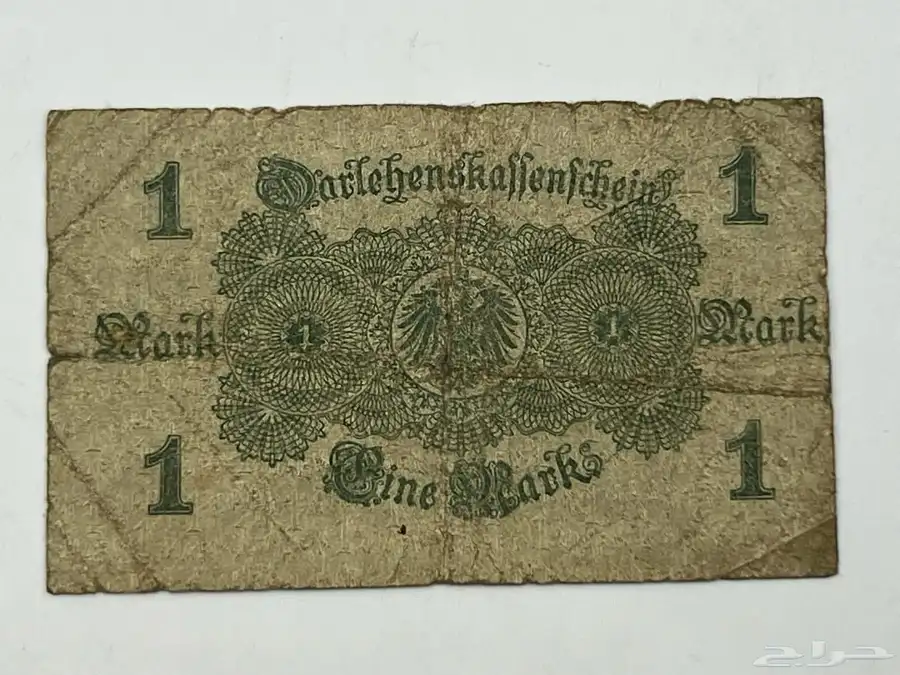 1 Darlehenskassenschein 1
Mark 1 1 Mark
1 Eine Mark 1
حراج